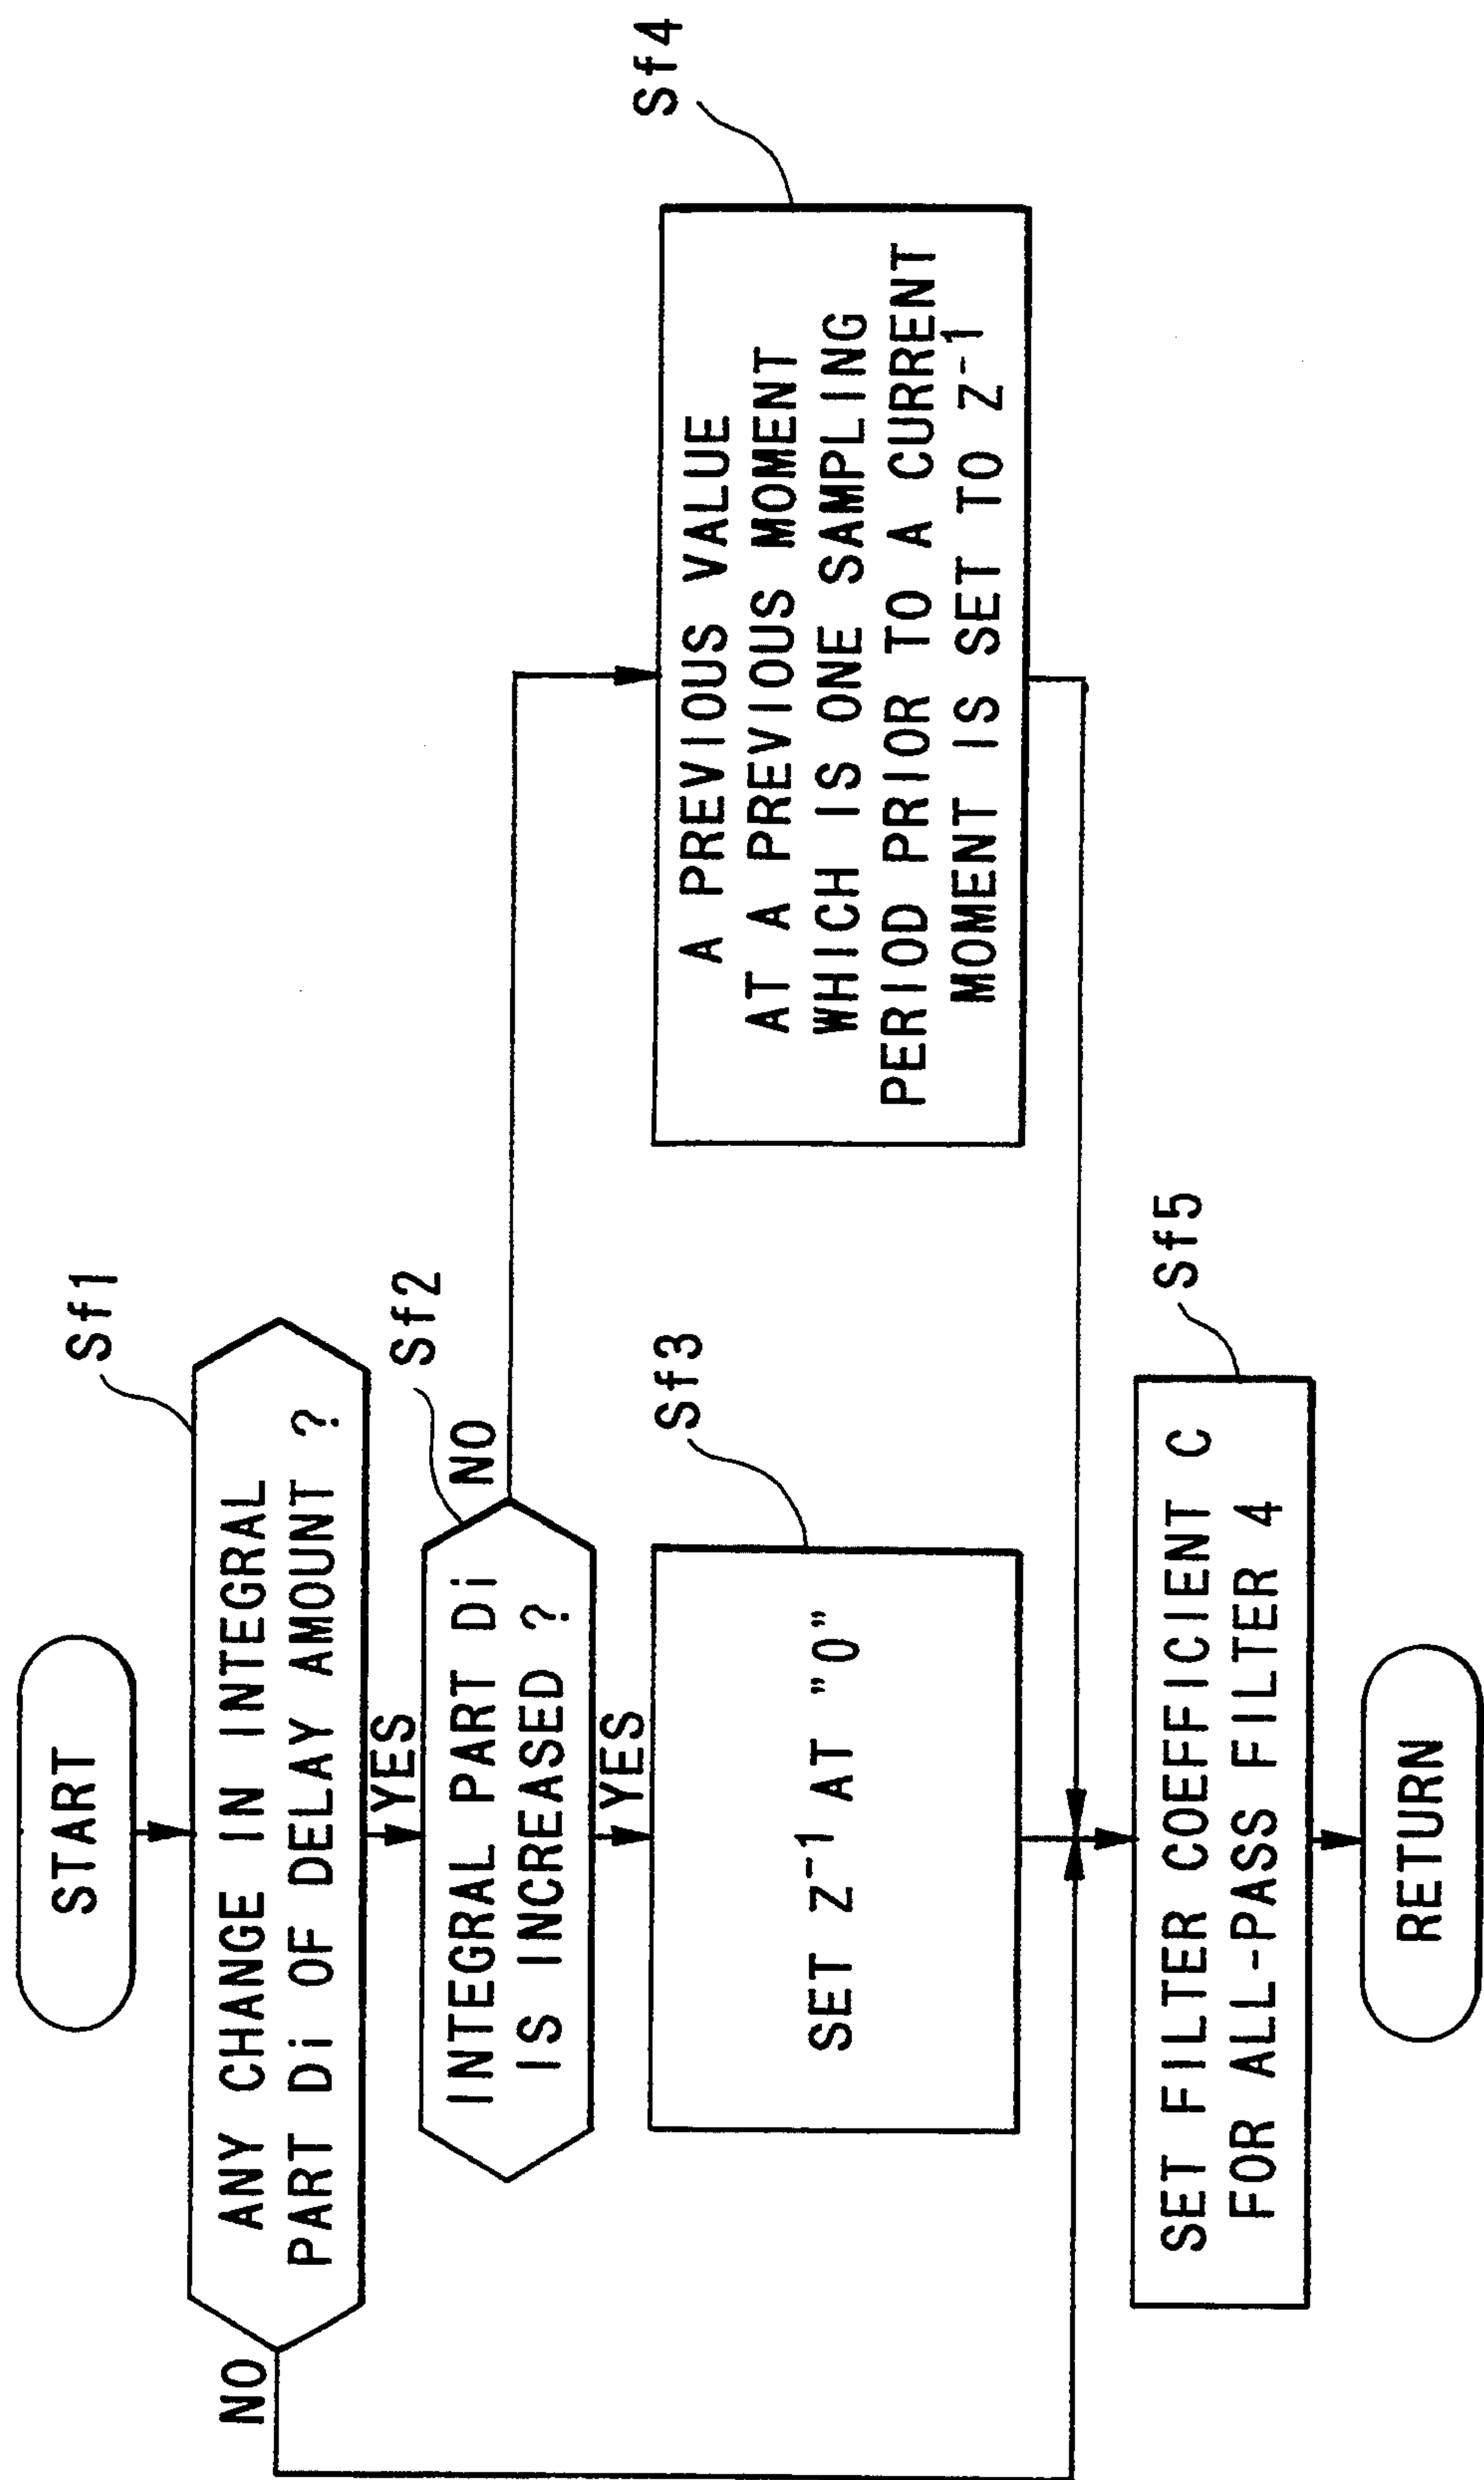 START
Sf1
ANY CHANGE IN INTEGRAL
PART Di OF DELAY AMOUNT ?
NO
YES
Sf2
INTEGRAL PART Di
IS INCREASED ?
NO
YES
Sf3
SET Z⁻¹ AT "0"
Sf4
A PREVIOUS VALUE
AT A PREVIOUS MOMENT
WHICH IS ONE SAMPLING
PERIOD PRIOR TO A CURRENT
MOMENT IS SET TO Z⁻¹
Sf5
SET FILTER COEFFICIENT C
FOR ALL-PASS FILTER 4
RETURN